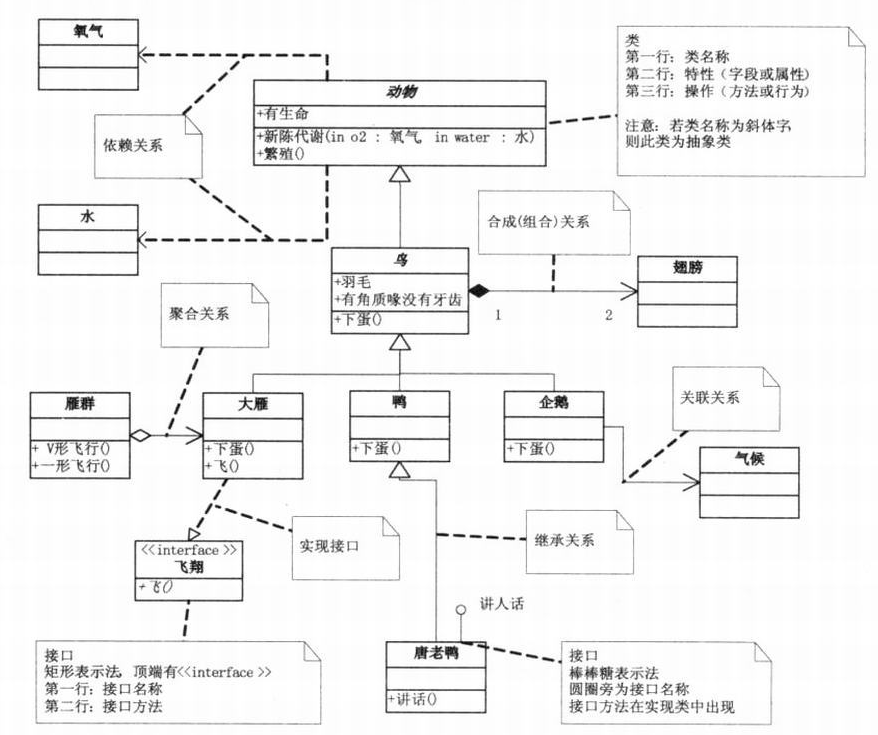 氧气
动物
+有生命
+新陈代谢(in o2 : 氧气, in water : 水)
+繁殖()
类
第一行：类名称
第二行：特性（字段或属性）
第三行：操作（方法或行为）
注意：若类名称为斜体字，
则此类为抽象类
依赖关系
水
鸟
+羽毛
+有角质喙没有牙齿
+下蛋()
合成(组合)关系
1
2
翅膀
聚合关系
雁群
+ V形飞行()
+一形飞行()
大雁
+下蛋()
+飞()
鸭
+下蛋()
企鹅
+下蛋()
关联关系
气候
<<interface>>
飞翔
+飞()
实现接口
继承关系
讲人话
唐老鸭
+讲话()
接口
矩形表示法，顶端有<<interface>>
第一行：接口名称
第二行：接口方法
接口
棒棒糖表示法
圆圈旁为接口名称
接口方法在实现类中出现